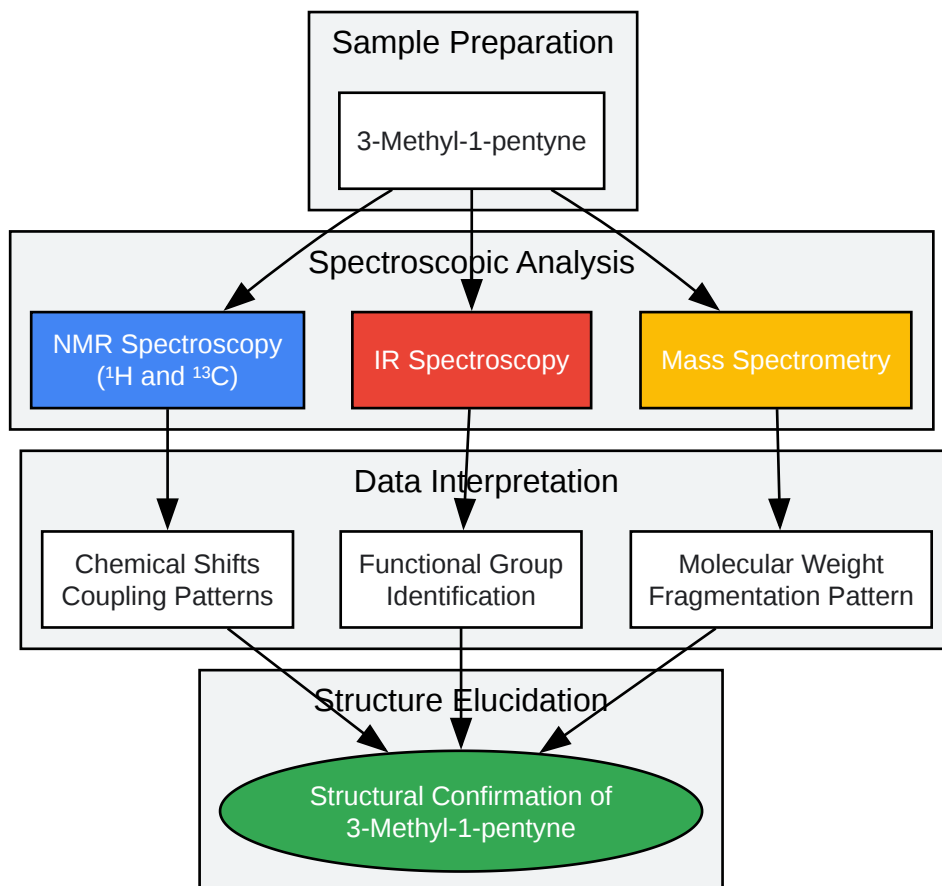 Sample Preparation
3-Methyl-1-pentyne
Spectroscopic Analysis
NMR Spectroscopy
(¹H and ¹³C)
IR Spectroscopy
Mass Spectrometry
Data Interpretation
Chemical Shifts
Coupling Patterns
Functional Group
Identification
Molecular Weight
Fragmentation Pattern
Structure Elucidation
Structural Confirmation of
3-Methyl-1-pentyne